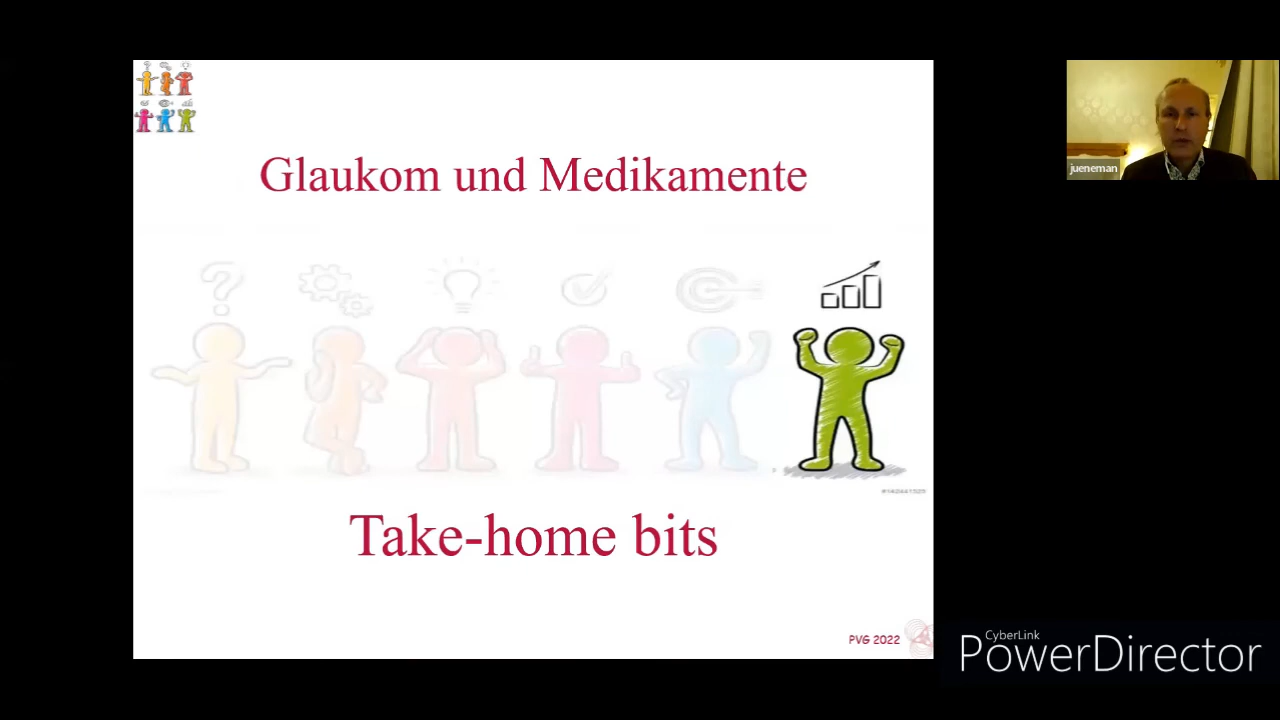 jueneman
Glaukom und Medikamente
?
Take-home bits
PVG 2022
CyberLink
PowerDirector